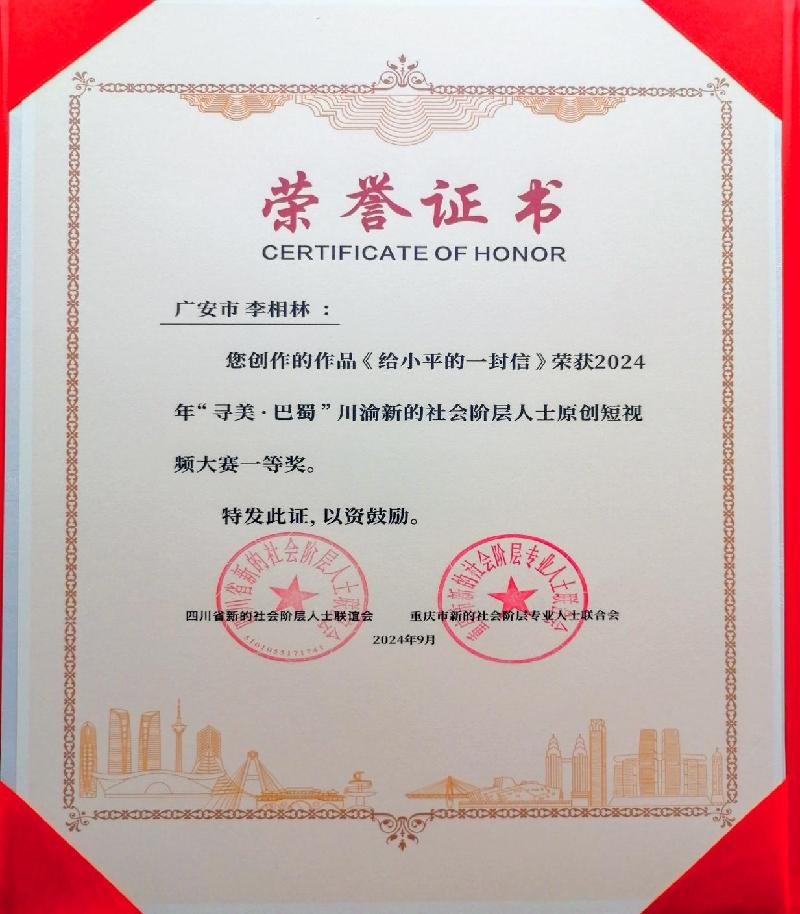 荣誉证书
CERTIFICATE OF HONOR
广安市 李相林 :
您创作的作品《给小平的一封信》荣获2024
年“寻美·巴蜀”川渝新的社会阶层人士原创短视
频大赛一等奖。
特发此证,以资鼓励。
四川省新的社会阶层人士联谊会
重庆市新的社会阶层专业人士联合会
2024年9月